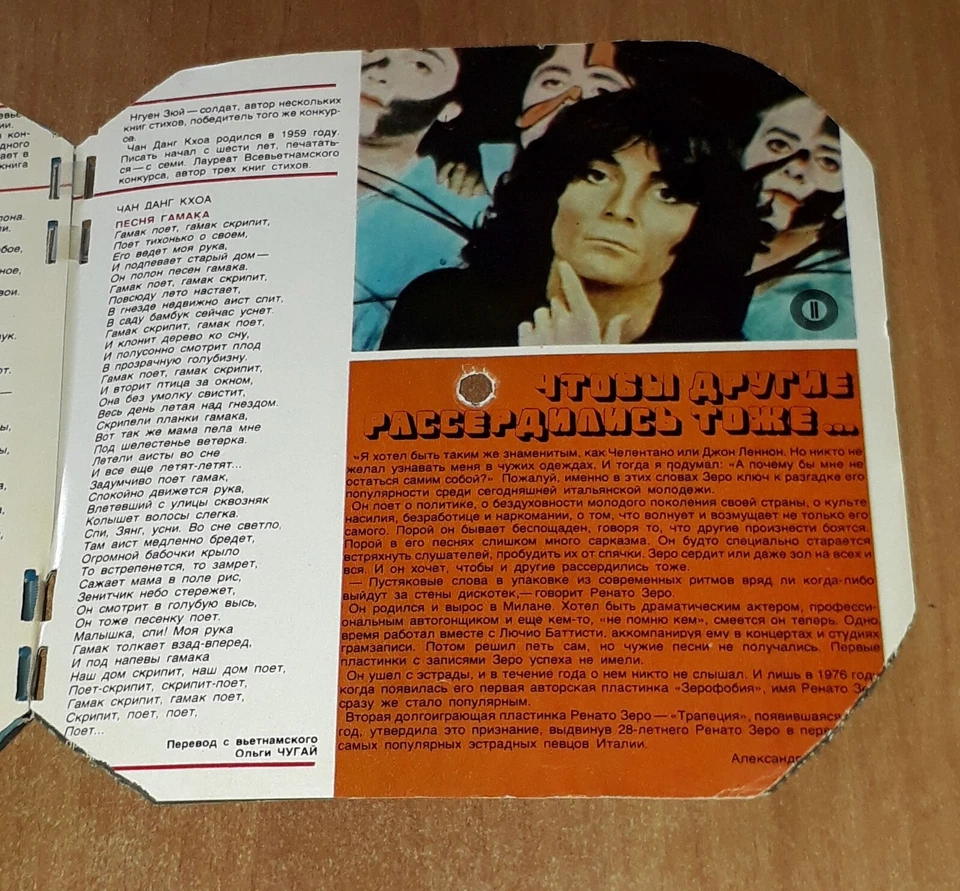 Нгуен Зюй — солдат, автор нескольких
книг стихов, победитель того же конкур-
са.
Чан Данг Кхоа родился в 1959 году.
Писать начал с шести лет, печатать-
ся — с семи. Лауреат Всевьетнамского
конкурса, автор трех книг стихов.
ЧАН ДАНГ КХОА
ПЕСНЯ ГАМАКА
Гамак поет, гамак скрипит,
Поет тихонько о своем,
Его ведет моя рука,
И подпевает старый дом —
Он полон песен гамака.
Гамак поет, гамак скрипит,
Повсюду лето настает,
В гнезде недвижно аист спит,
В саду бамбук сейчас уснет.
Гамак скрипит, гамак поет,
И клонит дерево ко сну,
И полусонно смотрит плод
В прозрачную голубизну.
Гамак поет, гамак скрипит,
И вторит птица за окном,
Она без умолку свистит,
Весь день летая над гнездом.
Скрипели планки гамака,
Вот так же мама пела мне
Под шелестенье ветерка.
Летели аисты во сне
И все еще летят-летят...
Задумчиво поет гамак,
Спокойно движется рука,
Влетевший с улицы сквозняк
Колышет волосы слегка.
Спи, Зянг, усни. Во сне светло,
Там аист медленно бредет,
Огромной бабочки крыло
То встрепенется, то замрет,
Сажает мама в поле рис,
Зенитчик небо стережет,
Он смотрит в голубую высь,
Он тоже песенку поет.
Малышка, спи! Моя рука
Гамак толкает взад-вперед,
И под напевы гамака
Наш дом скрипит, наш дом поет,
Поет-скрипит, скрипит-поет,
Гамак скрипит, гамак поет,
Скрипит, поет, поет,
Поет...
Перевод с вьетнамского
Ольги ЧУГАЙ
11
ЧТОБЫ ДРУГИЕ
РАССЕРДИЛИСЬ ТОЖЕ...
«Я хотел быть таким же знаменитым, как Челентано или Джон Леннон. Но никто не
желал узнавать меня в чужих одеждах. И тогда я подумал: «А почему бы мне не
остаться самим собой?» Пожалуй, именно в этих словах Зеро ключ к разгадке его
популярности среди сегодняшней итальянской молодежи.
Он поет о политике, о бездуховности молодого поколения своей страны, о культе
насилия, безработице и наркомании, о том, что волнует и возмущает не только его
самого. Порой он бывает беспощаден, говоря то, что другие произнести боятся.
Порой в его песнях слишком много сарказма. Он будто специально старается
встряхнуть слушателей, пробудить их от спячки. Зеро сердит или даже зол на всех и
вся. И он хочет, чтобы и другие рассердились тоже.
— Пустяковые слова в упаковке из современных ритмов вряд ли когда-либо
выйдут за стены дискотек,— говорит Ренато Зеро.
Он родился и вырос в Милане. Хотел быть драматическим актером, професси-
ональным автогонщиком и еще кем-то, «не помню кем», смеется он теперь. Одно
время работал вместе с Лючио Баттисти, аккомпанируя ему в концертах и студиях
грамзаписи. Потом решил петь сам, но чужие песни не получались. Первые
пластинки с записями Зеро успеха не имели.
Он ушел с эстрады, и в течение года о нем никто не слышал. И лишь в 1976 году
когда появилась его первая авторская пластинка «Зерофобия», имя Ренато
сразу же стало популярным.
Вторая долгоиграющая пластинка Ренато Зеро — «Трапеция», появившаяся
год, утвердила это признание, выдвинув 28-летнего Ренато Зеро в
самых популярных эстрадных певцов Италии.